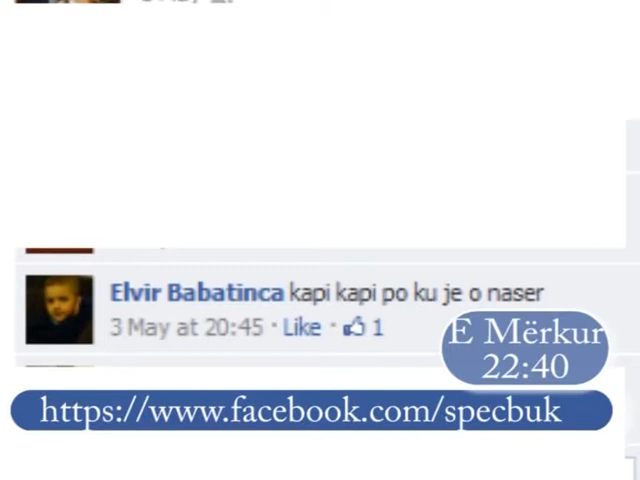 Elvir Babatinca kapi kapi po ku je o naser
3 May at 20:45 · Like · 1
E Mërkur
22:40
https://www.facebook.com/specbuk